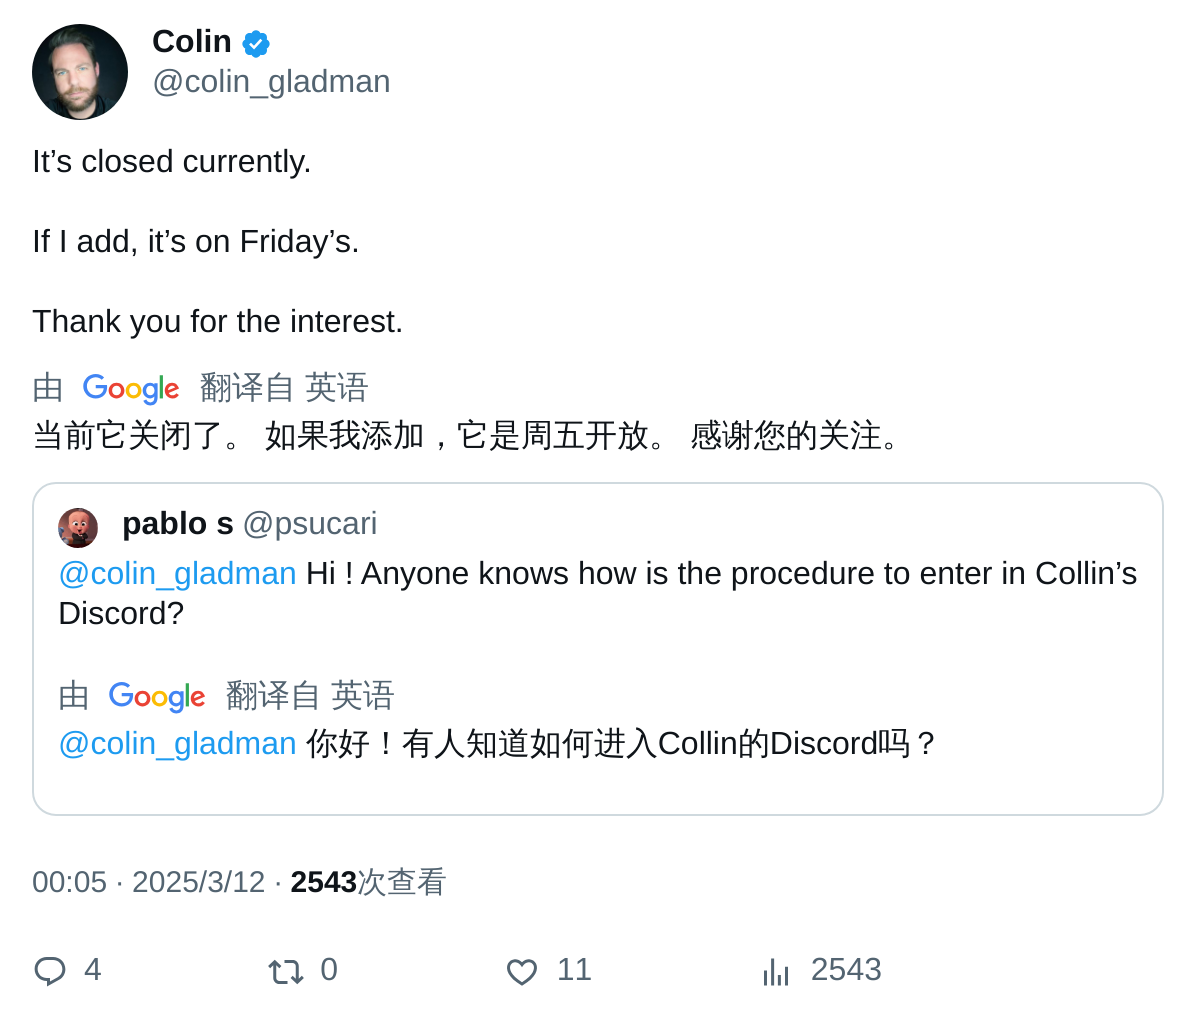 Colin
@colin_gladman
It’s closed currently.
If I add, it’s on Friday’s.
Thank you for the interest.
由 Google 翻译自 英语
当前它关闭了。 如果我添加，它是周五开放。 感谢您的关注。
pablo s @psucari
@colin_gladman Hi ! Anyone knows how is the procedure to enter in Collin’s
Discord?
由 Google 翻译自 英语
@colin_gladman 你好！有人知道如何进入Collin的Discord吗？
00:05 · 2025/3/12 · 2543次查看
4 0 11 2543